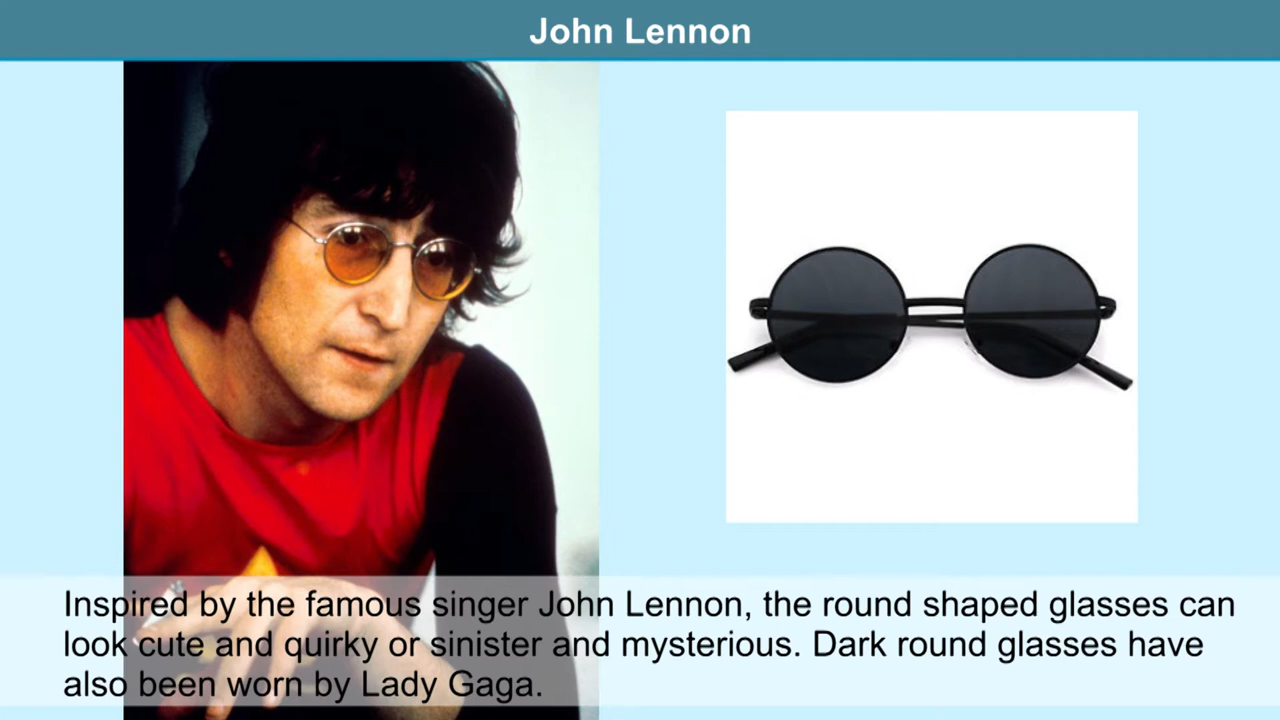 John Lennon
Inspired by the famous singer John Lennon, the round shaped glasses can
look cute and quirky or sinister and mysterious. Dark round glasses have
also been worn by Lady Gaga.